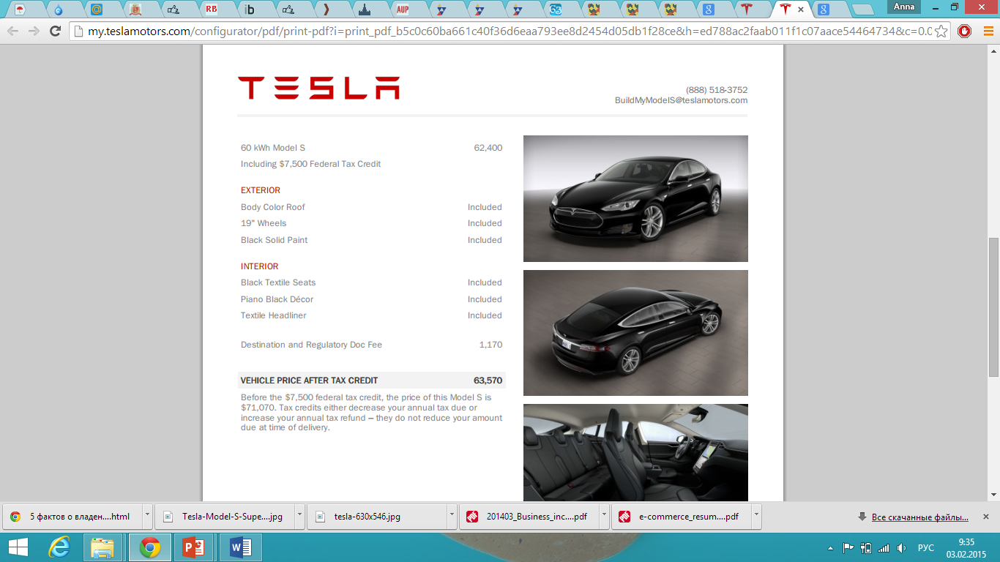 RB
ib
AUP
63
8
8
Anna
my.teslamotors.com/configurator/pdf/print-pdf?i=print_pdf_b5c0c60ba661c40f36d6eaa793ee8d2454d05db1f28ce&h=ed788ac2faab011f1c07aace54464734&c=0.0
TESLA
(888) 518-3752
BuildMyModelS@teslamotors.com
60 kWh Model S 62,400
Including $7,500 Federal Tax Credit
EXTERIOR
Body Color Roof Included
19" Wheels Included
Black Solid Paint Included
INTERIOR
Black Textile Seats Included
Piano Black Décor Included
Textile Headliner Included
Destination and Regulatory Doc Fee 1,170
VEHICLE PRICE AFTER TAX CREDIT 63,570
Before the $7,500 federal tax credit, the price of this Model S is
$71,070. Tax credits either decrease your annual tax due or
increase your annual tax refund – they do not reduce your amount
due at time of delivery.
5 фактов о владен....html
Tesla-Model-S-Supe....jpg
tesla-630x546.jpg
201403_Business_inc....pdf
e-commerce_resum....pdf
Все скачанные файлы...
РУС
9:35
03.02.2015